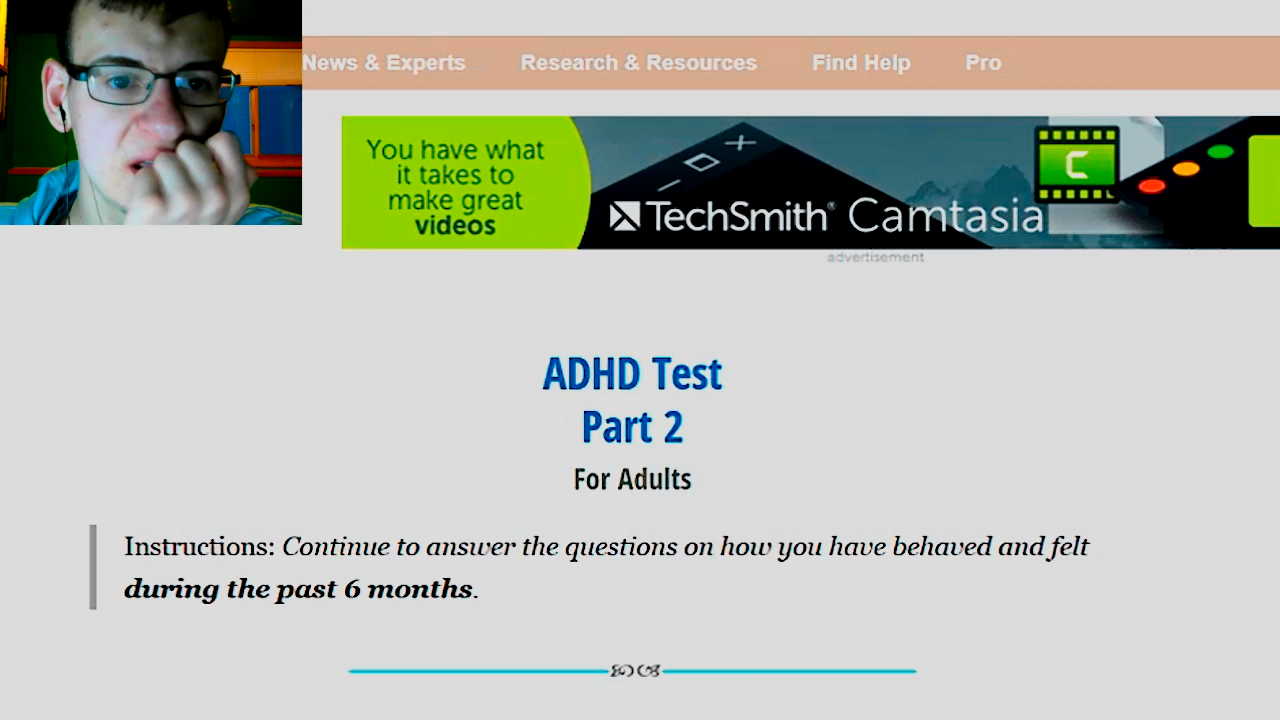 News & Experts Research & Resources Find Help Pro
You have what
it takes to
make great
videos
TechSmith® Camtasia
C
advertisement
ADHD Test
Part 2
For Adults
Instructions: Continue to answer the questions on how you have behaved and felt
during the past 6 months.